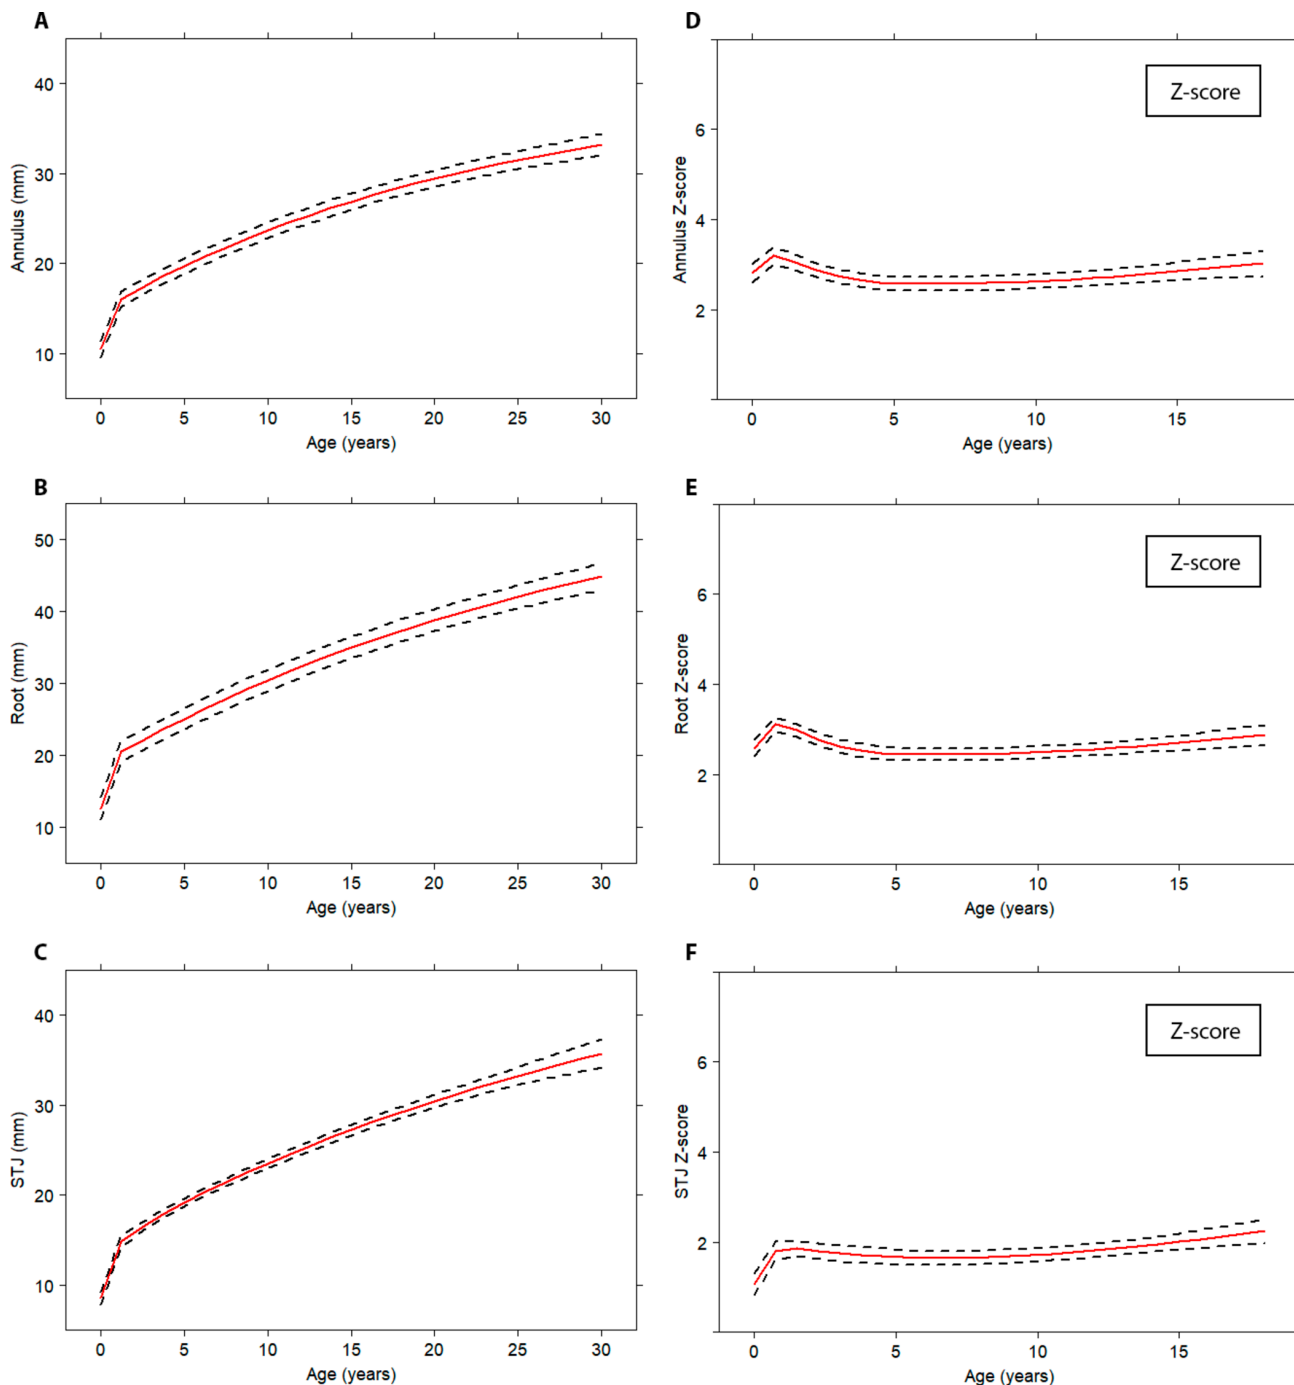 A
40
30
20
10
Annulus (mm)
0 5 10 15 20 25 30
Age (years)
D
Z-score
6
4
2
Annulus Z-score
0 5 10 15
Age (years)
B
50
40
30
20
10
Root (mm)
0 5 10 15 20 25 30
Age (years)
E
Z-score
6
4
2
Root Z-score
0 5 10 15
Age (years)
C
40
30
20
10
STJ (mm)
0 5 10 15 20 25 30
Age (years)
F
Z-score
6
4
2
STJ Z-score
0 5 10 15
Age (years)